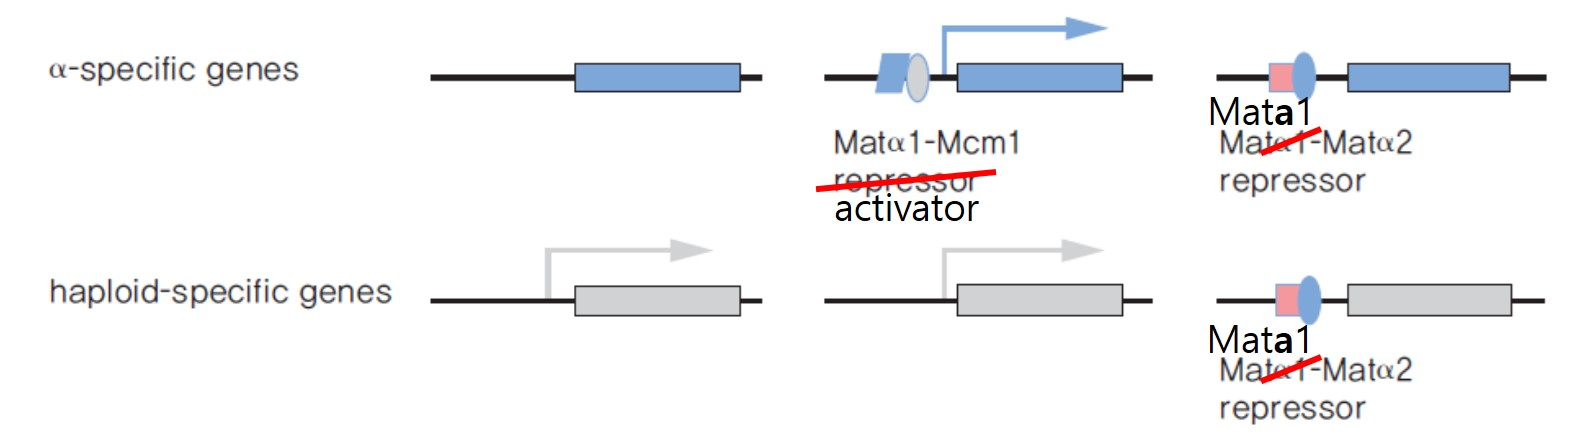 α-specific genes
Mata1
Matα1-Mcm1
Matα1-Matα2
repressor
repressor
activator
haploid-specific genes
Mata1
Matα1-Matα2
repressor